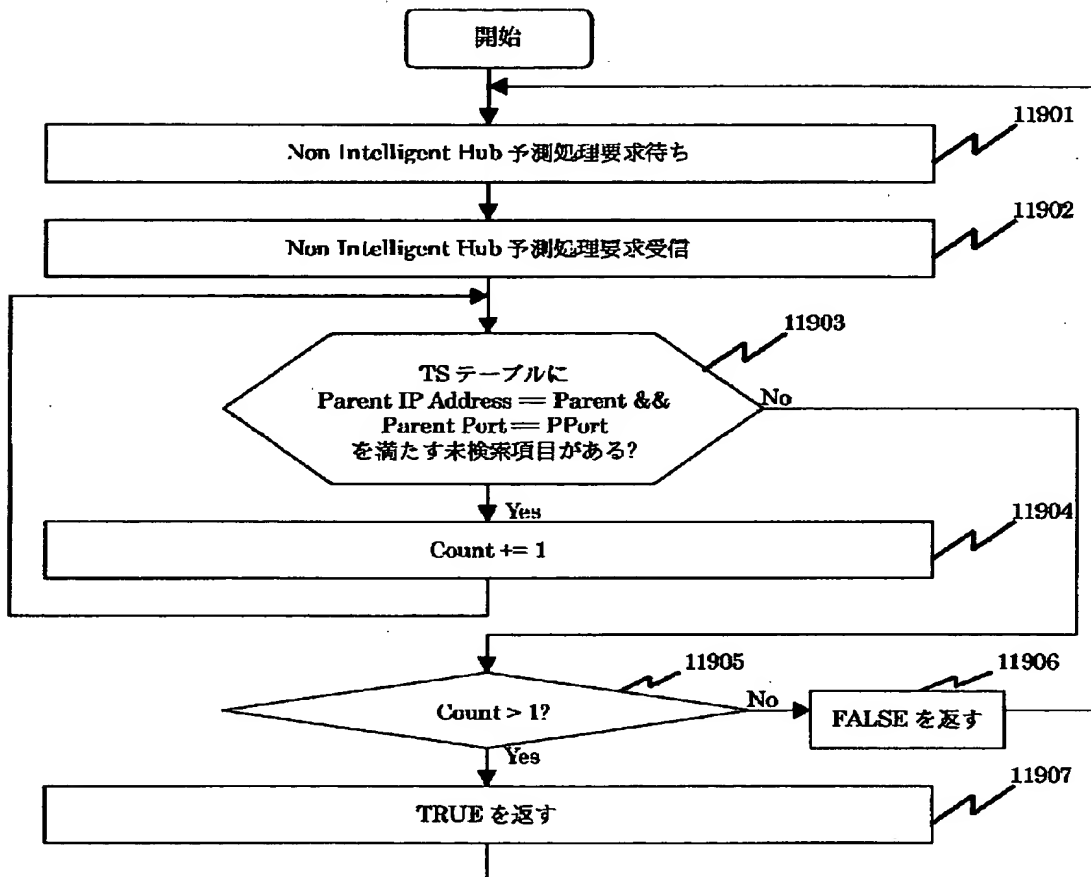 開始
11901
Non Intelligent Hub 予測処理要求待ち
11902
Non Intelligent Hub 予測処理要求受信
11903
TS テーブルに
Parent IP Address == Parent &&
Parent Port == PPort
を満たす未検索項目がある?
No
Yes
11904
Count += 1
11905
11906
Count > 1?
No
FALSE を返す
Yes
11907
TRUE を返す